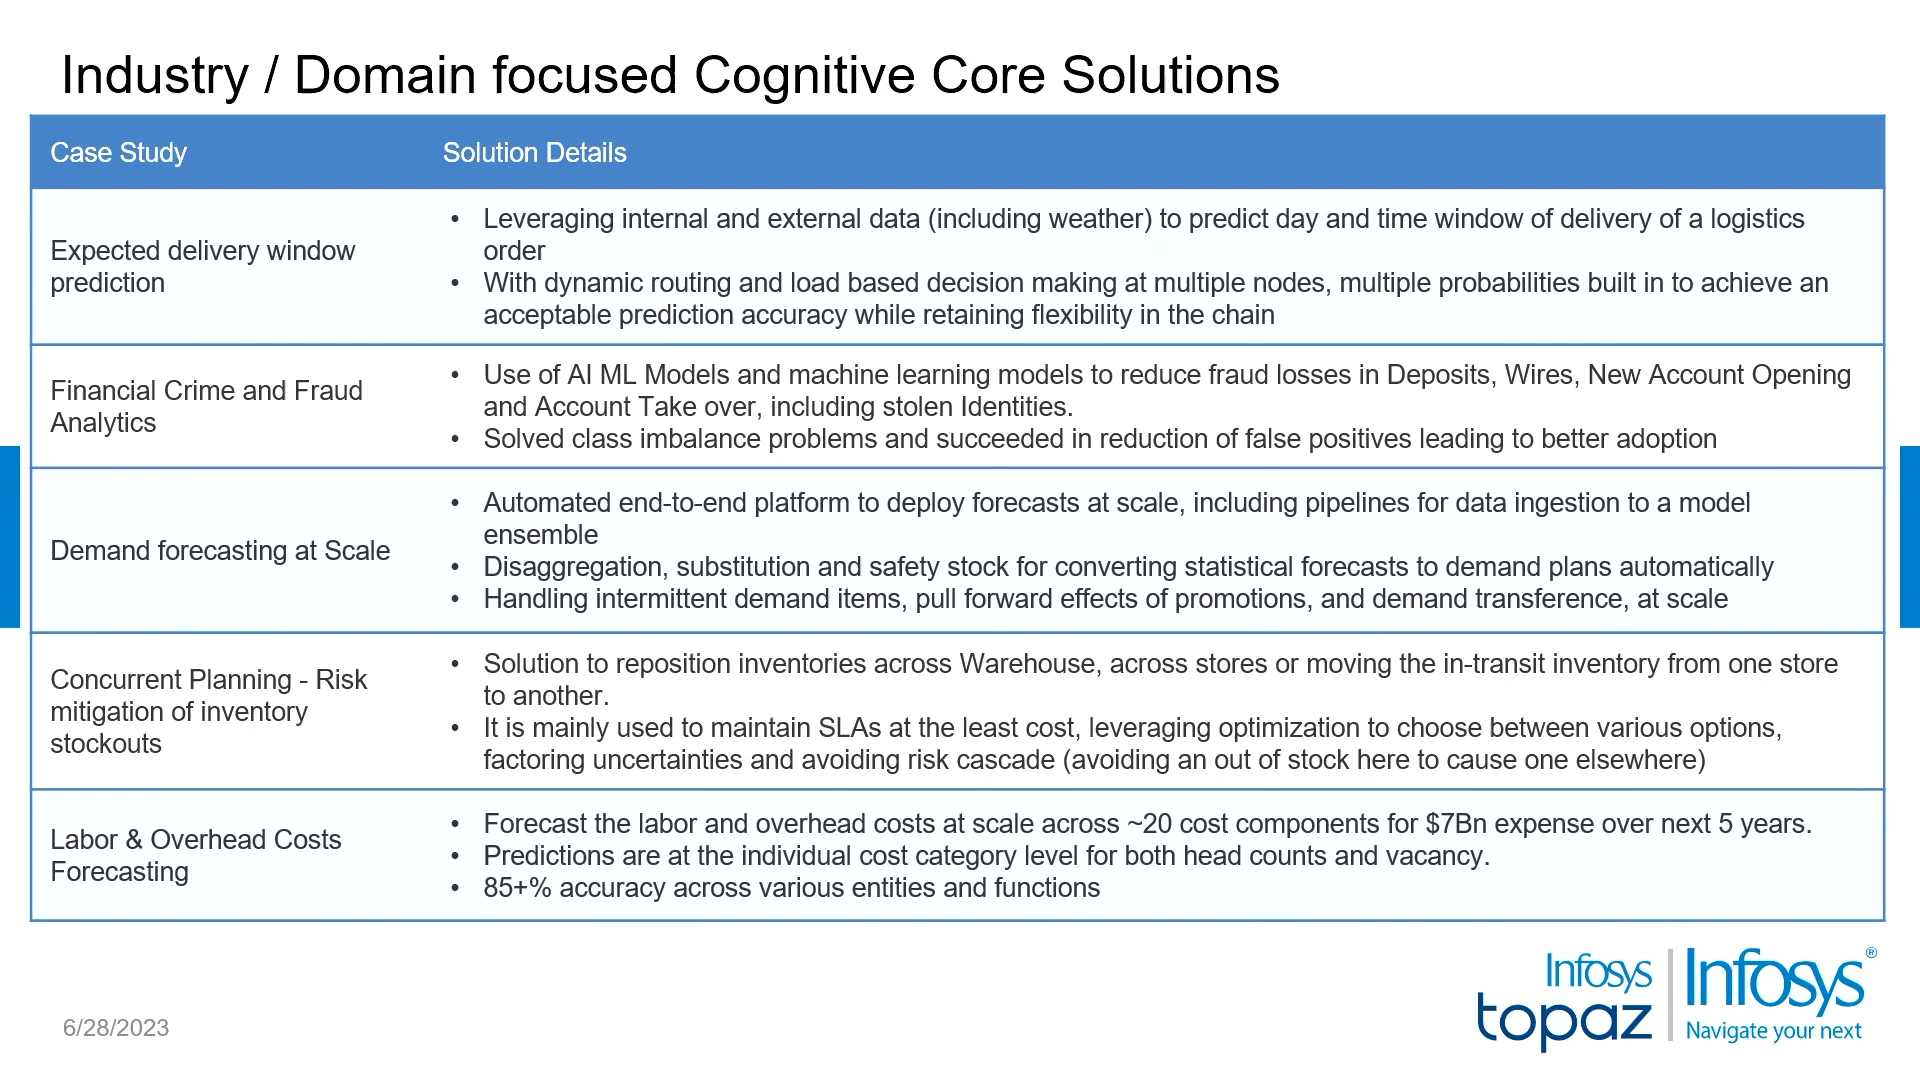 Industry / Domain focused Cognitive Core Solutions
Case Study
Solution Details
Expected delivery window
prediction
• Leveraging internal and external data (including weather) to predict day and time window of delivery of a logistics
order
• With dynamic routing and load based decision making at multiple nodes, multiple probabilities built in to achieve an
acceptable prediction accuracy while retaining flexibility in the chain
Financial Crime and Fraud
Analytics
• Use of AI ML Models and machine learning models to reduce fraud losses in Deposits, Wires, New Account Opening
and Account Take over, including stolen Identities.
• Solved class imbalance problems and succeeded in reduction of false positives leading to better adoption
Demand forecasting at Scale
• Automated end-to-end platform to deploy forecasts at scale, including pipelines for data ingestion to a model
ensemble
• Disaggregation, substitution and safety stock for converting statistical forecasts to demand plans automatically
• Handling intermittent demand items, pull forward effects of promotions, and demand transference, at scale
Concurrent Planning - Risk
mitigation of inventory
stockouts
• Solution to reposition inventories across Warehouse, across stores or moving the in-transit inventory from one store
to another.
• It is mainly used to maintain SLAs at the least cost, leveraging optimization to choose between various options,
factoring uncertainties and avoiding risk cascade (avoiding an out of stock here to cause one elsewhere)
Labor & Overhead Costs
Forecasting
• Forecast the labor and overhead costs at scale across ~20 cost components for $7Bn expense over next 5 years.
• Predictions are at the individual cost category level for both head counts and vacancy.
• 85+% accuracy across various entities and functions
6/28/2023
Infosys
topaz
Infosys®
Navigate your next